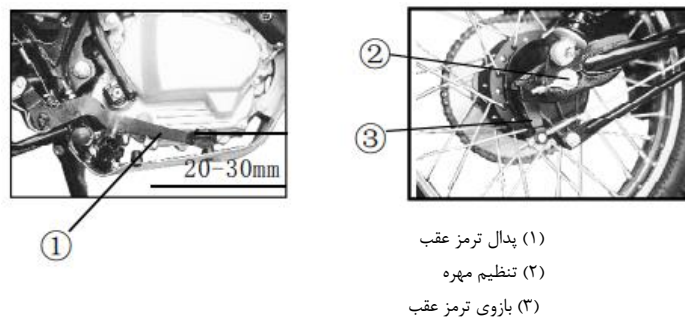 ②
③
20-30mm
①
(۱) پدال ترمز عقب
(۲) تنظیم مهره
(۳) بازوی ترمز عقب